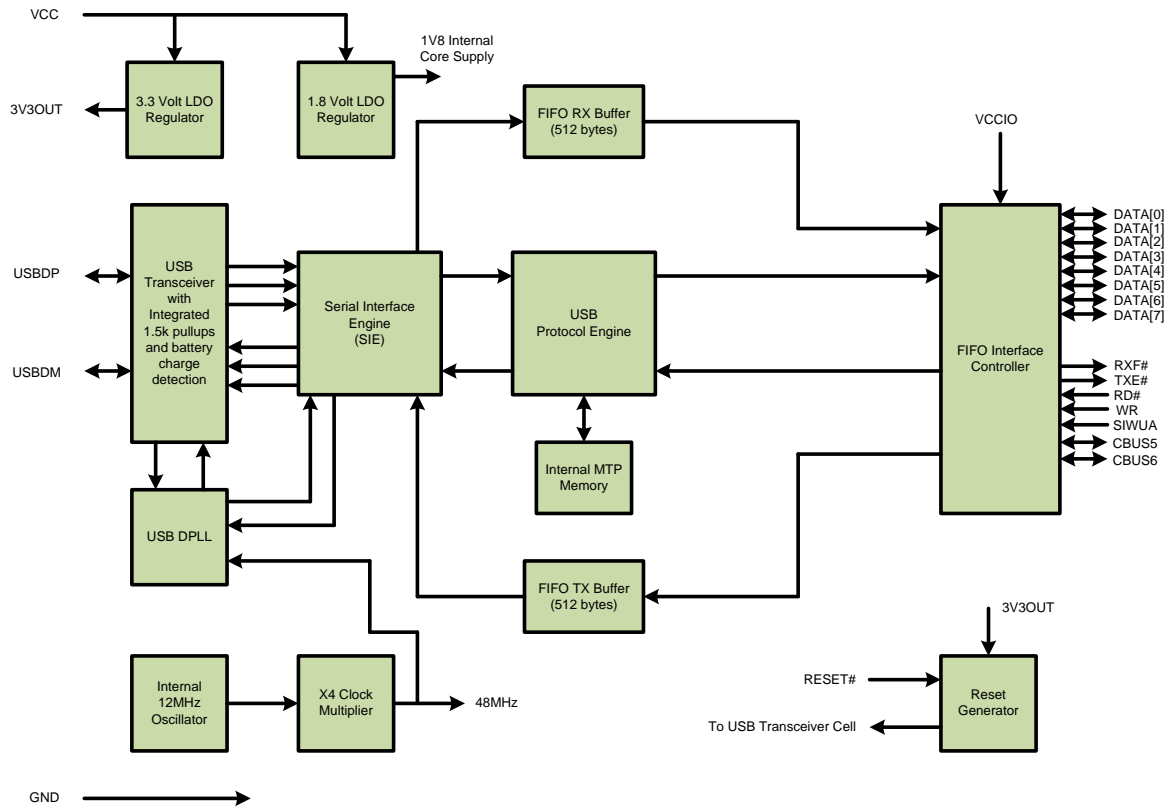 VCC
1V8 Internal
Core Supply
3.3 Volt LDO
Regulator
1.8 Volt LDO
Regulator
3V3OUT
FIFO RX Buffer
(512 bytes)
VCCIO
USBDP
USBDM
USB
Transceiver
with
Integrated
1.5k pullups
and battery
charge
detection
Serial Interface
Engine
(SIE)
USB
Protocol Engine
FIFO Interface
Controller
DATA[0]
DATA[1]
DATA[2]
DATA[3]
DATA[4]
DATA[5]
DATA[6]
DATA[7]
RXF#
TXE#
RD#
WR
SIWUA
CBUS5
CBUS6
Internal MTP
Memory
USB DPLL
FIFO TX Buffer
(512 bytes)
3V3OUT
Internal
12MHz
Oscillator
X4 Clock
Multiplier
48MHz
RESET#
Reset
Generator
To USB Transceiver Cell
GND